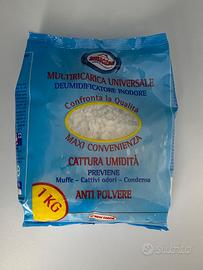 MULTIRICARICA UNIVERSALE
DEUMIDIFICATORE INODORE
Confronta la Qualità
MAXI CONVENIENZA
CATTURA UMIDITÀ
PREVIENE
Muffe - Cattivi odori - Condensa
1 KG
ANTI POLVERE
subito